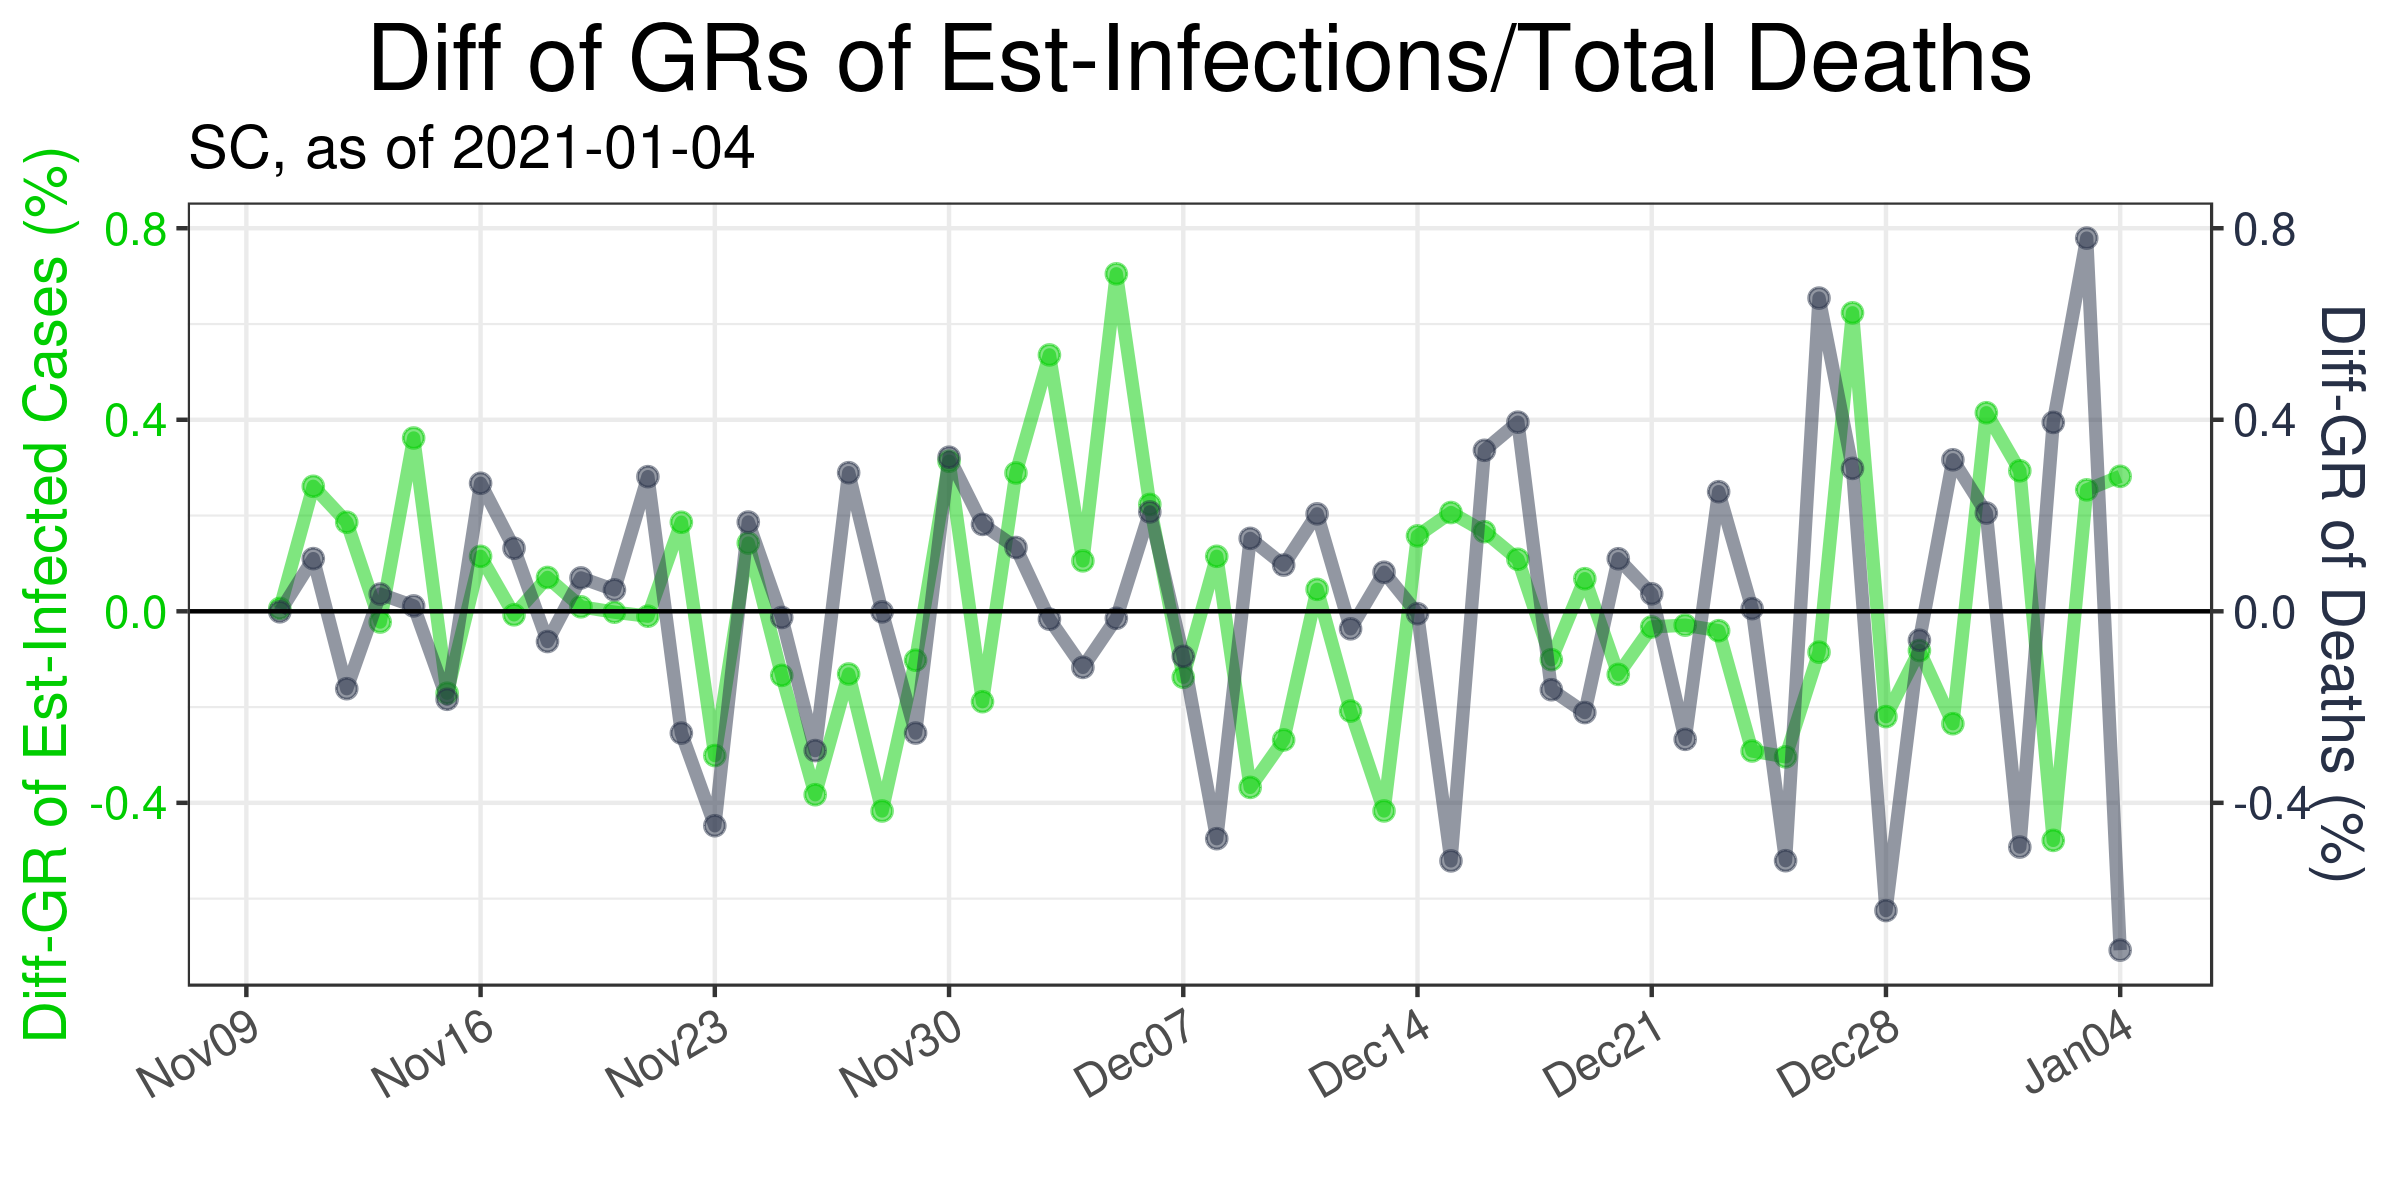 Diff of GRs of Est-Infections/Total Deaths
SC, as of 2021-01-04
Diff-GR of Est-Infected Cases (%)
0.8
0.4
0.0
-0.4
0.8
0.4
0.0
-0.4
Diff-GR of Deaths (%)
Nov09
Nov16
Nov23
Nov30
Dec07
Dec14
Dec21
Dec28
Jan04